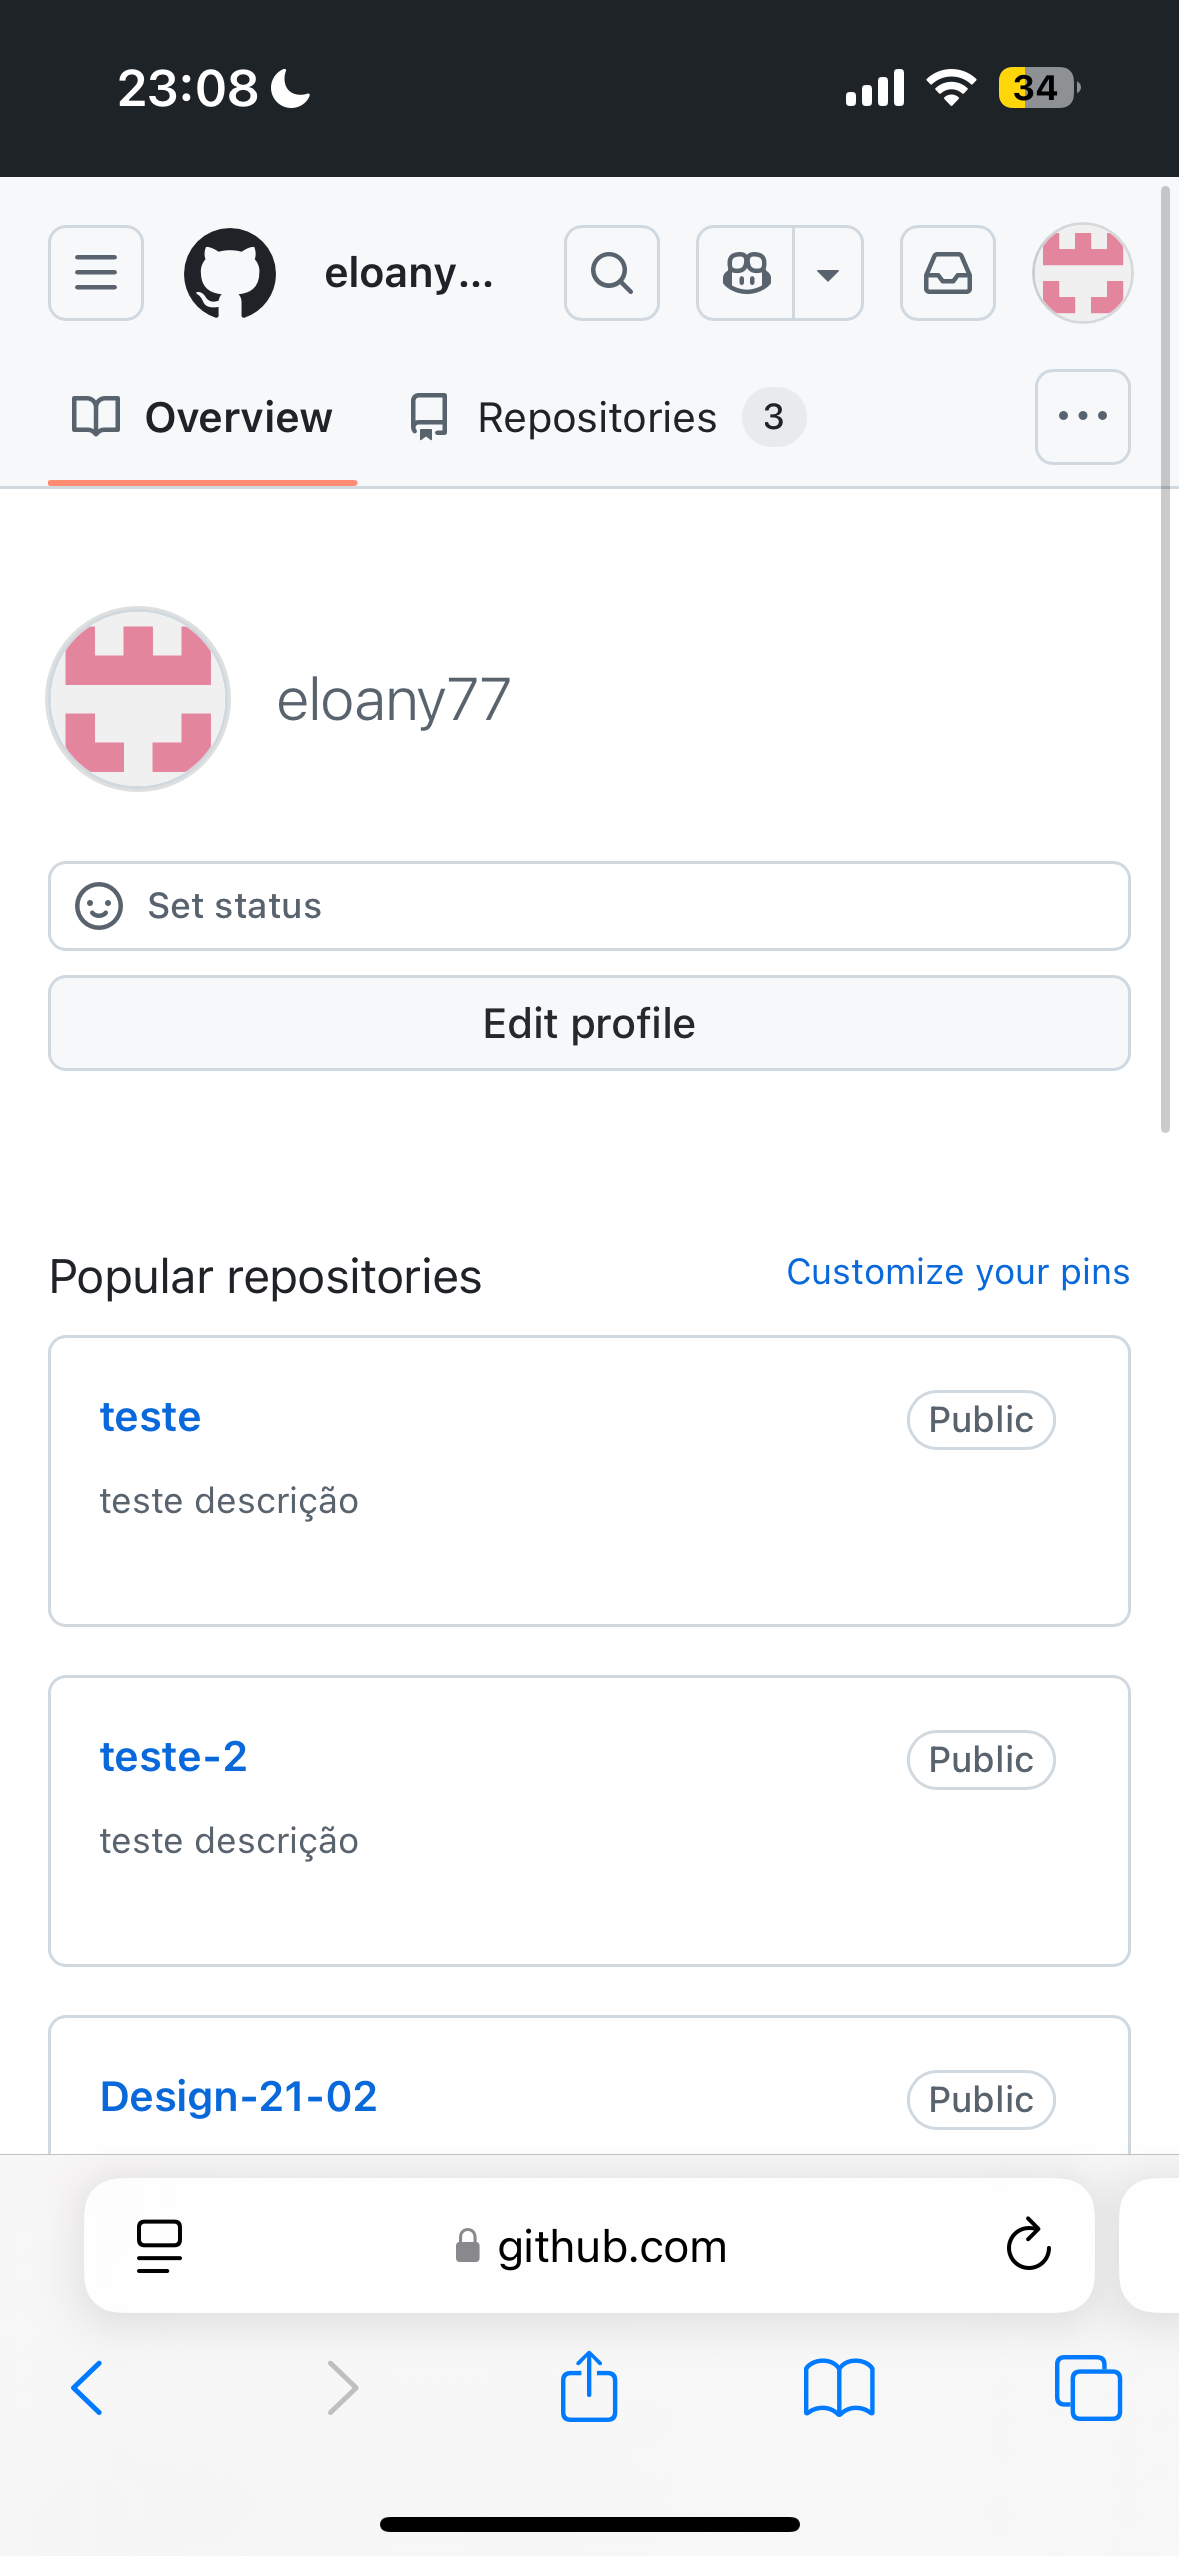 23:08
34
eloany...
Overview
Repositories 3
eloany77
Set status
Edit profile
Popular repositories
Customize your pins
teste
Public
teste descrição
teste-2
Public
teste descrição
Design-21-02
Public
github.com